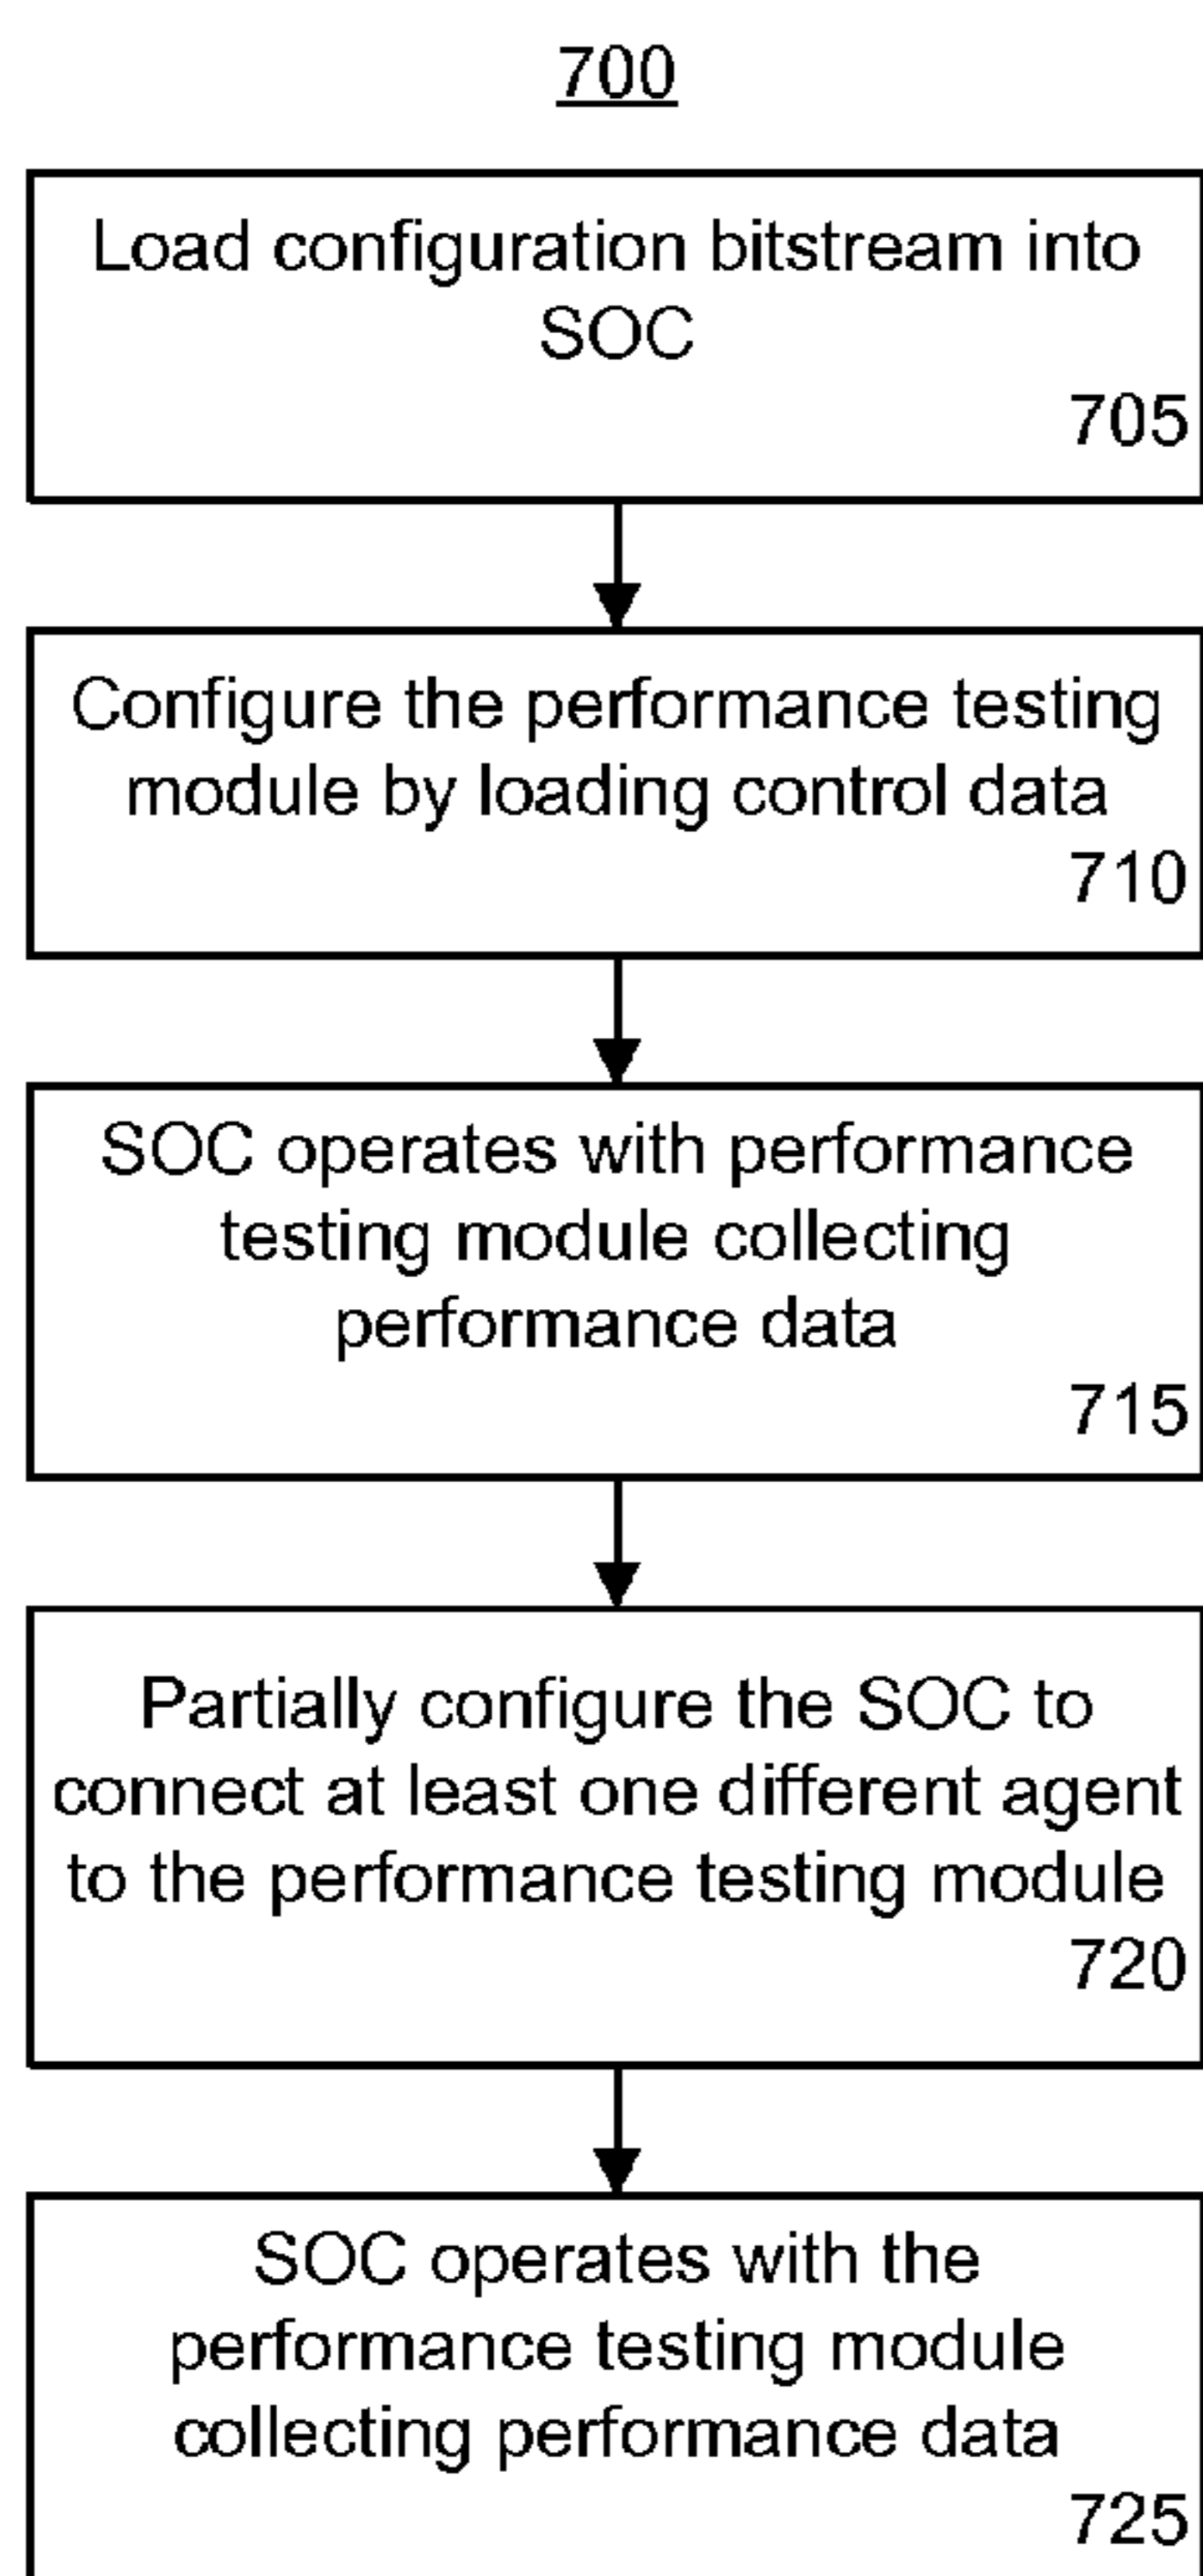 700
Load configuration bitstream into
SOC
705
Configure the performance testing
module by loading control data
710
SOC operates with performance
testing module collecting
performance data
715
Partially configure the SOC to
connect at least one different agent
to the performance testing module
720
SOC operates with the
performance testing module
collecting performance data
725